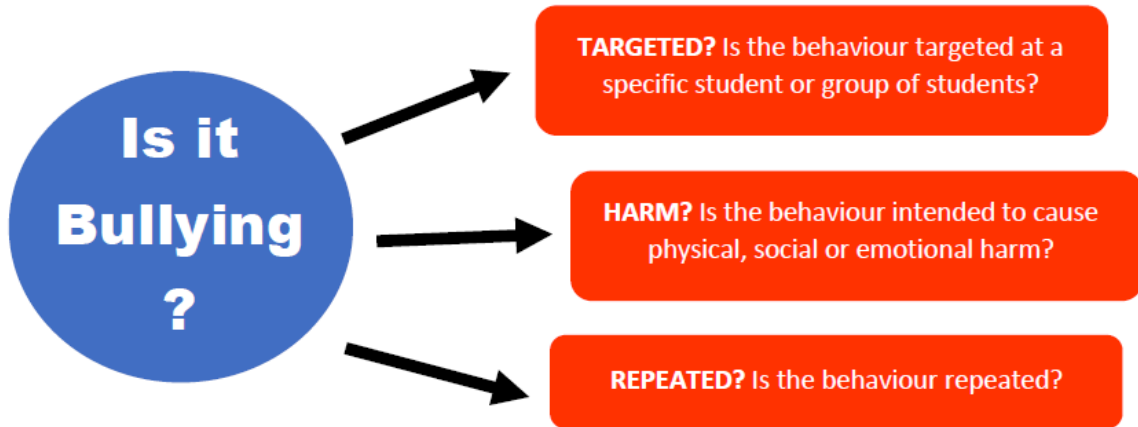 Is it
Bullying
?
TARGETED? Is the behaviour targeted at a
specific student or group of students?
HARM? Is the behaviour intended to cause
physical, social or emotional harm?
REPEATED? Is the behaviour repeated?